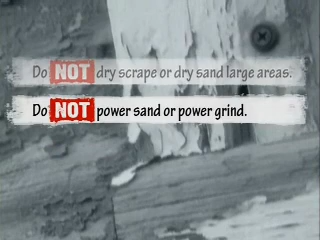 Do NOT dry scrape or dry sand large areas.
Do NOT power sand or power grind.